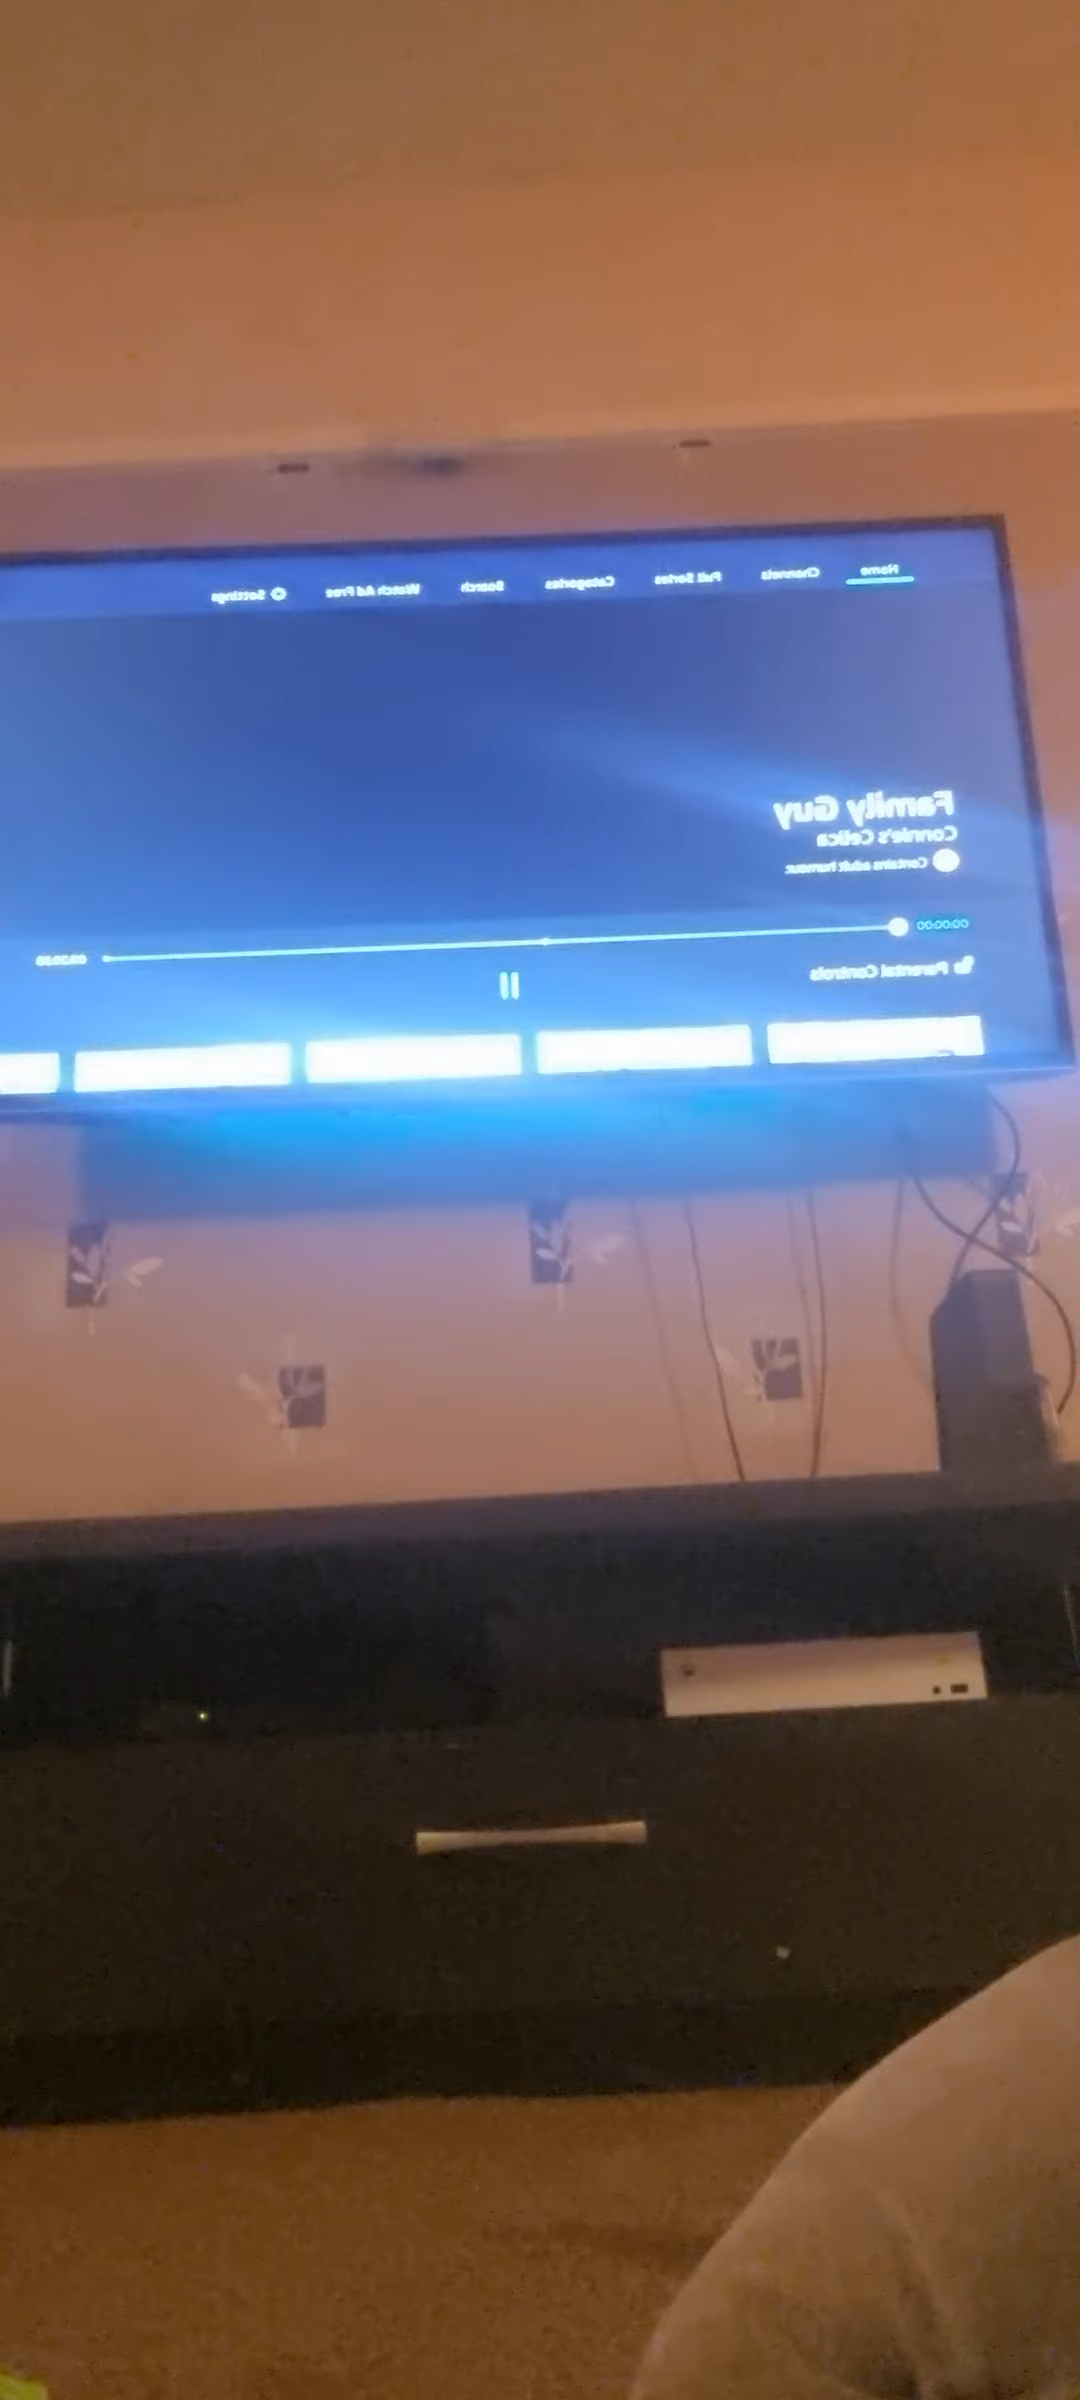 Home Channels Full Series Categories Search Watch Ad Free Settings
Family Guy
Connie's Celica
Contains adult humour.
00:00:00
Parental Controls